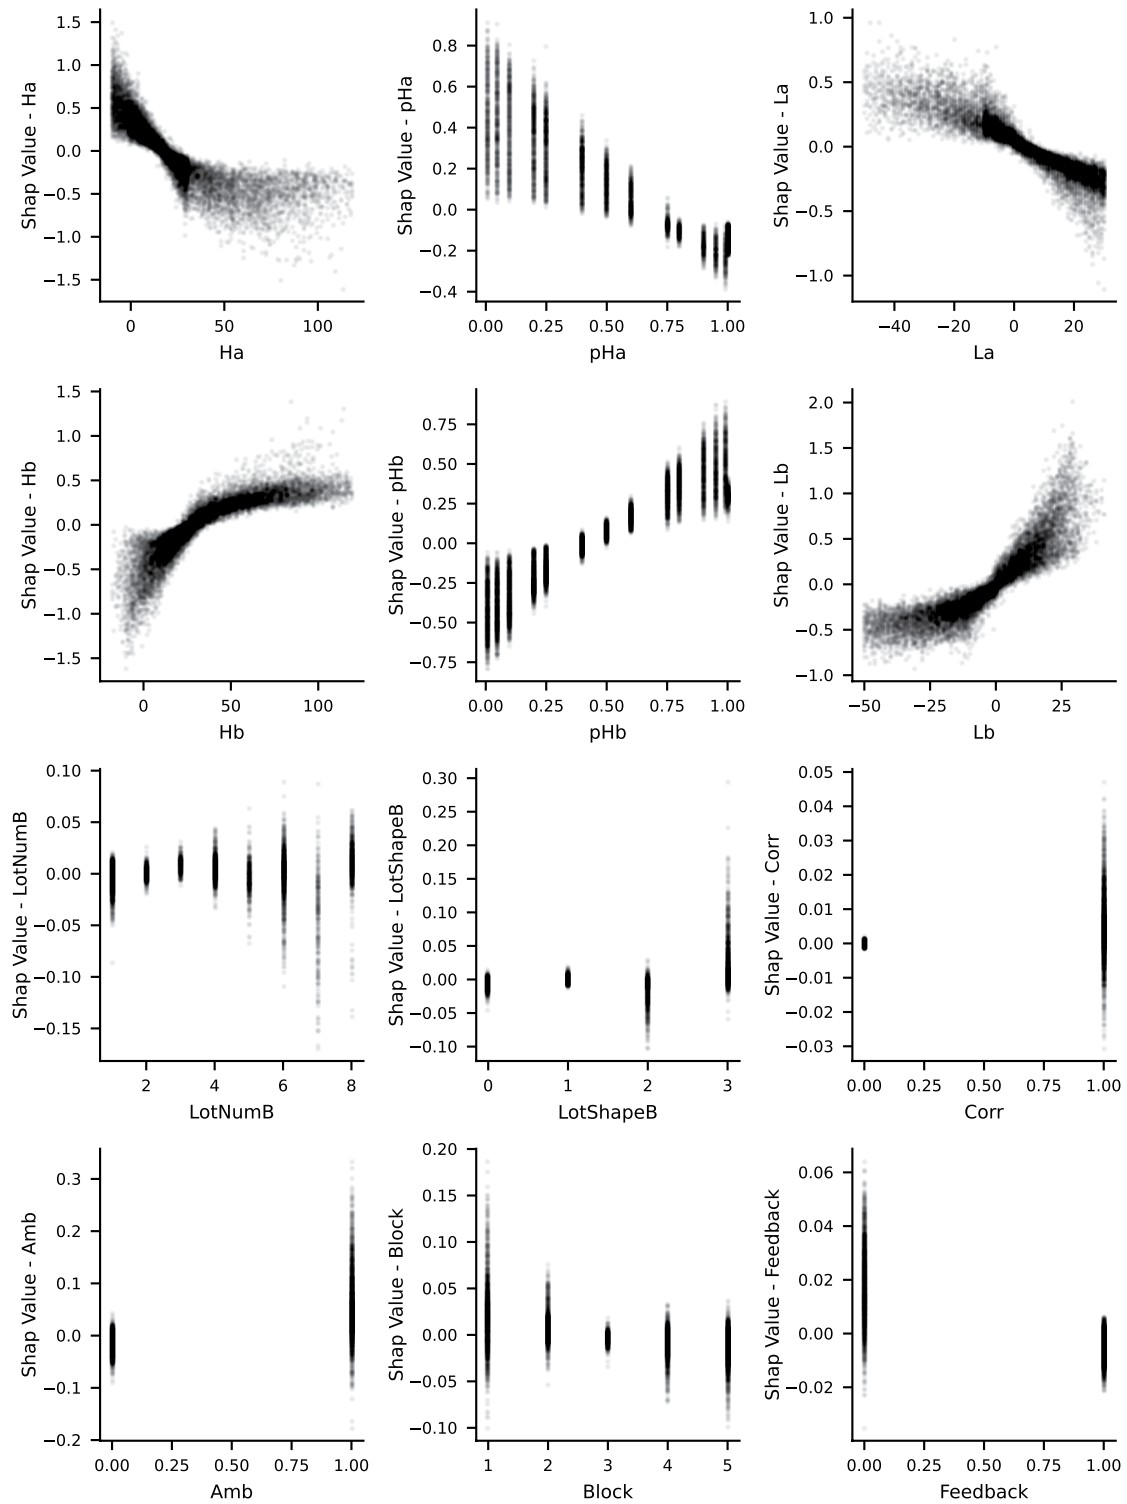 Shap Value - Ha
1.5
1.0
0.5
0.0
−0.5
−1.0
−1.5
0 50 100
Ha
Shap Value - pHa
0.8
0.6
0.4
0.2
0.0
−0.2
−0.4
0.00 0.25 0.50 0.75 1.00
pHa
Shap Value - La
1.0
0.5
0.0
−0.5
−1.0
−40 −20 0 20
La
Shap Value - Hb
1.5
1.0
0.5
0.0
−0.5
−1.0
−1.5
0 50 100
Hb
Shap Value - pHb
0.75
0.50
0.25
0.00
−0.25
−0.50
−0.75
0.00 0.25 0.50 0.75 1.00
pHb
Shap Value - Lb
2.0
1.5
1.0
0.5
0.0
−0.5
−1.0
−50 −25 0 25
Lb
Shap Value - LotNumB
0.10
0.05
0.00
−0.05
−0.10
−0.15
2 4 6 8
LotNumB
Shap Value - LotShapeB
0.30
0.25
0.20
0.15
0.10
0.05
0.00
−0.05
−0.10
0 1 2 3
LotShapeB
Shap Value - Corr
0.05
0.04
0.03
0.02
0.01
0.00
−0.01
−0.02
−0.03
0.00 0.25 0.50 0.75 1.00
Corr
Shap Value - Amb
0.3
0.2
0.1
0.0
−0.1
−0.2
0.00 0.25 0.50 0.75 1.00
Amb
Shap Value - Block
0.20
0.15
0.10
0.05
0.00
−0.05
−0.10
1 2 3 4 5
Block
Shap Value - Feedback
0.06
0.04
0.02
0.00
−0.02
0.00 0.25 0.50 0.75 1.00
Feedback